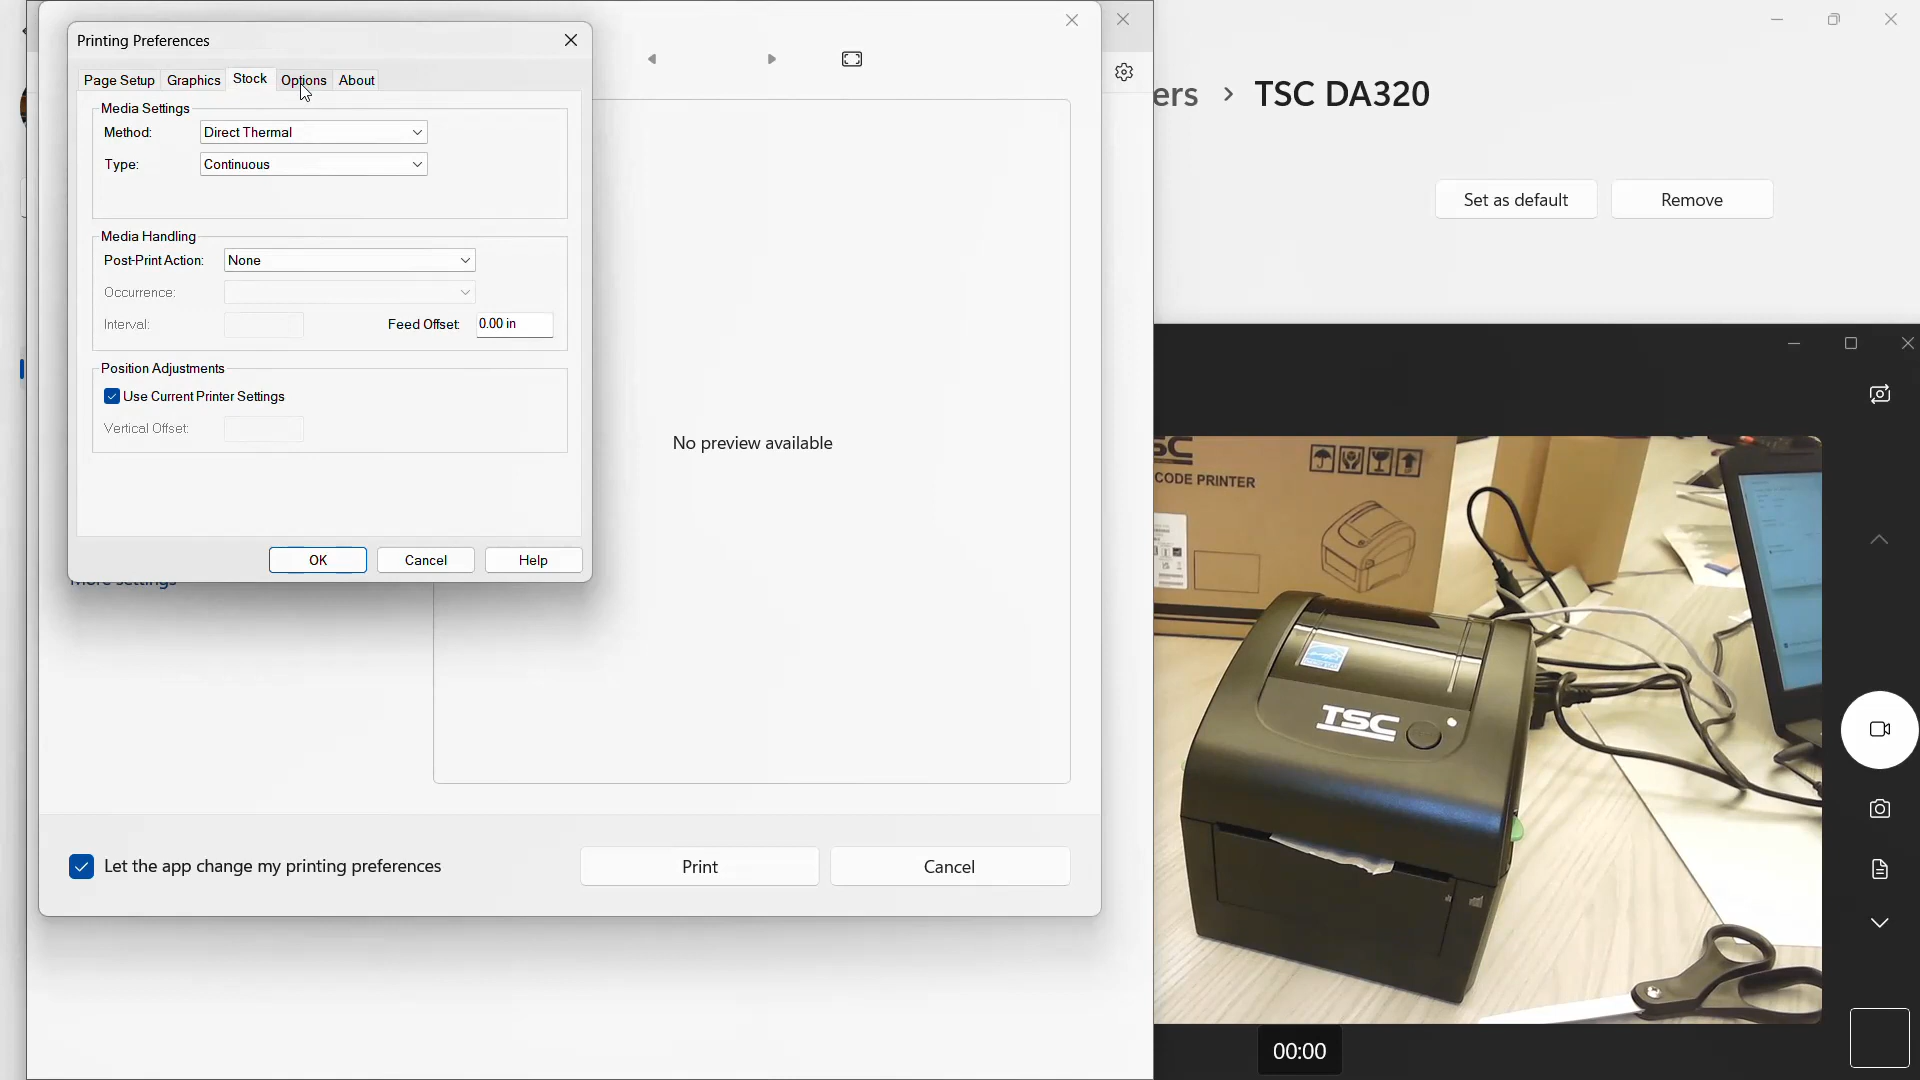 Printing Preferences
Page Setup Graphics Stock Options About
Media Settings
Method: Direct Thermal
Type: Continuous
Media Handling
Post-Print Action: None
Occurrence:
Interval: Feed Offset: 0.00 in
Position Adjustments
Use Current Printer Settings
Vertical Offset:
OK Cancel Help
More settings
No preview available
Let the app change my printing preferences
Print Cancel
ers > TSC DA320
Set as default Remove
SC
CODE PRINTER
TSC
00:00